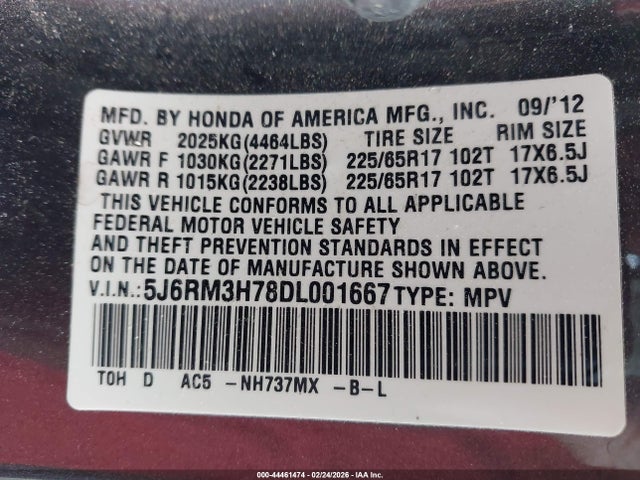 MFD. BY HONDA OF AMERICA MFG., INC. 09/'12
GVWR 2025KG(4464LBS) TIRE SIZE RIM SIZE
GAWR F 1030KG(2271LBS) 225/65R17 102T 17X6.5J
GAWR R 1015KG(2238LBS) 225/65R17 102T 17X6.5J
THIS VEHICLE CONFORMS TO ALL APPLICABLE
FEDERAL MOTOR VEHICLE SAFETY
AND THEFT PREVENTION STANDARDS IN EFFECT
ON THE DATE OF MANUFACTURE SHOWN ABOVE.
V.I.N.:5J6RM3H78DL001667 TYPE: MPV
TOH D AC5 -NH737MX -B-L
000-44461474 | 02/24/2026 - IAA Inc.